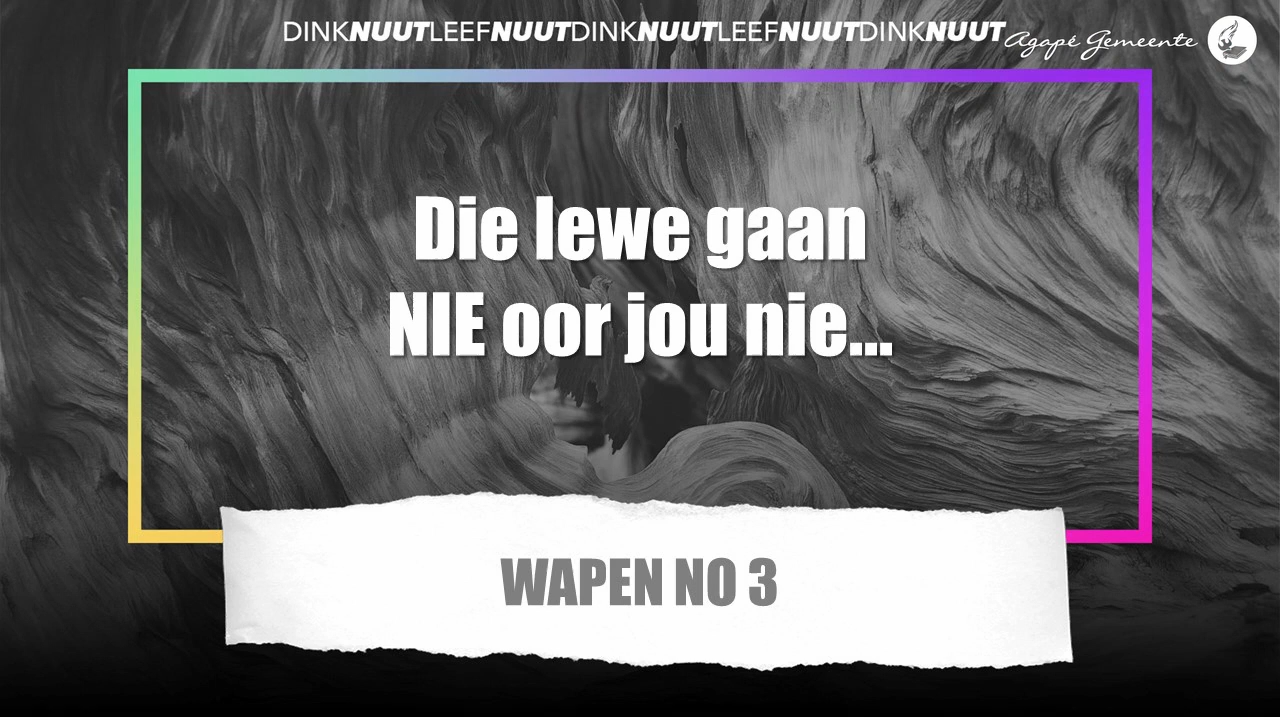 DINKNUUTLEEFNUUTDINKNUUTLEEFNUUTDINKNUUT Agapé Gemeente
Die lewe gaan
NIE oor jou nie...
WAPEN NO 3